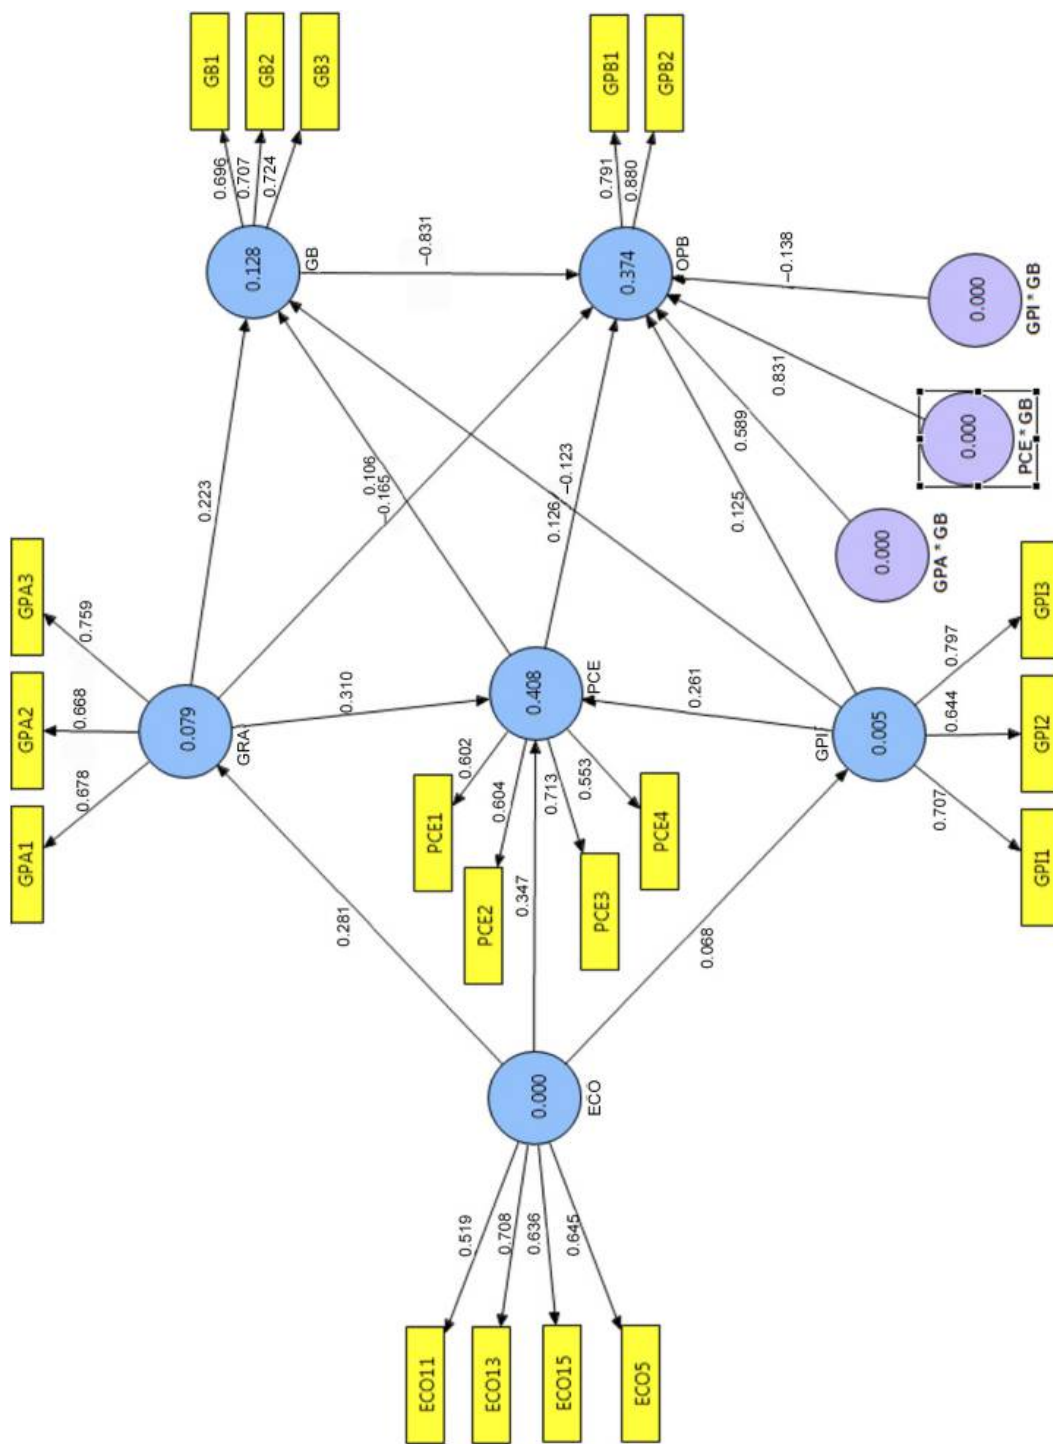 GPA1
GPA2
GPA3
0.678
0.668
0.759
0.079
GRA
ECO11
ECO13
ECO15
ECO5
0.519
0.708
0.636
0.645
0.000
ECO
0.281
0.347
0.068
PCE1
PCE2
PCE3
PCE4
0.602
0.604
0.713
0.553
0.408
PCE
0.310
0.261
0.223
0.106
−0.165
0.126
−0.123
0.125
GB1
GB2
GB3
0.696
0.707
0.724
0.128
GB
−0.831
GPB1
GPB2
0.791
0.880
0.374
OPB
0.589
0.831
−0.138
0.000
GPA * GB
0.000
PCE * GB
0.000
GPI * GB
GPI
0.005
0.707
0.644
0.797
GPI1
GPI2
GPI3